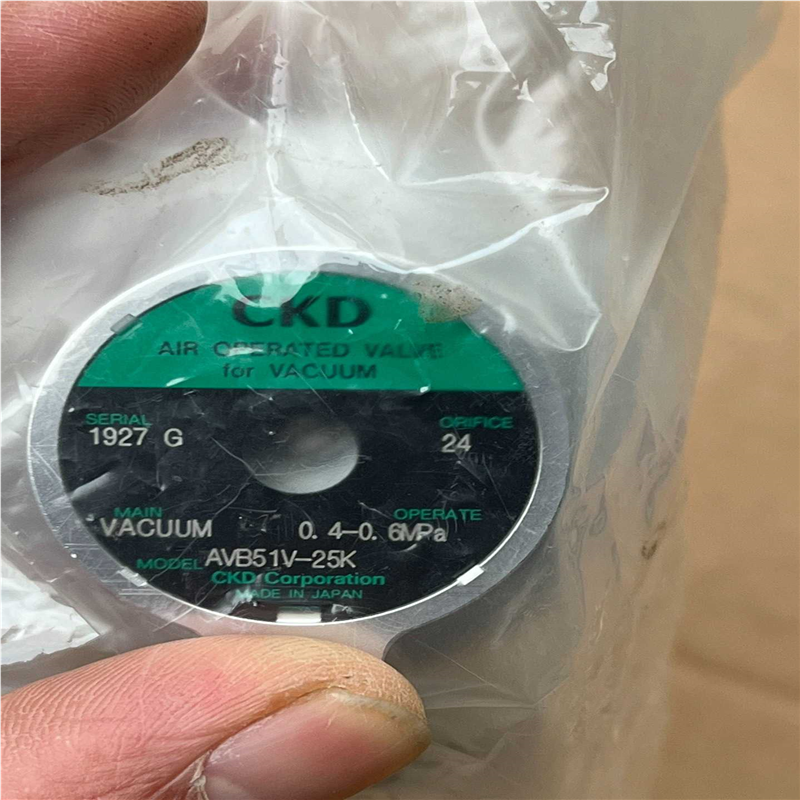 CKD
AIR OPERATED VALVE
for VACUUM
SERIAL ORIFICE
1927 G 24
MAIN OPERATE
VACUUM 0.4-0.6MPa
MODEL AVB51V-25K
CKD Corporation
MADE IN JAPAN